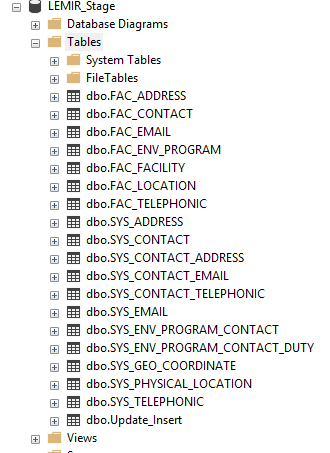 LEMIR_Stage
Database Diagrams
Tables
System Tables
FileTables
dbo.FAC_ADDRESS
dbo.FAC_CONTACT
dbo.FAC_EMAIL
dbo.FAC_ENV_PROGRAM
dbo.FAC_FACILITY
dbo.FAC_LOCATION
dbo.FAC_TELEPHONIC
dbo.SYS_ADDRESS
dbo.SYS_CONTACT
dbo.SYS_CONTACT_ADDRESS
dbo.SYS_CONTACT_EMAIL
dbo.SYS_CONTACT_TELEPHONIC
dbo.SYS_EMAIL
dbo.SYS_ENV_PROGRAM_CONTACT
dbo.SYS_ENV_PROGRAM_CONTACT_DUTY
dbo.SYS_GEO_COORDINATE
dbo.SYS_PHYSICAL_LOCATION
dbo.SYS_TELEPHONIC
dbo.Update_Insert
Views